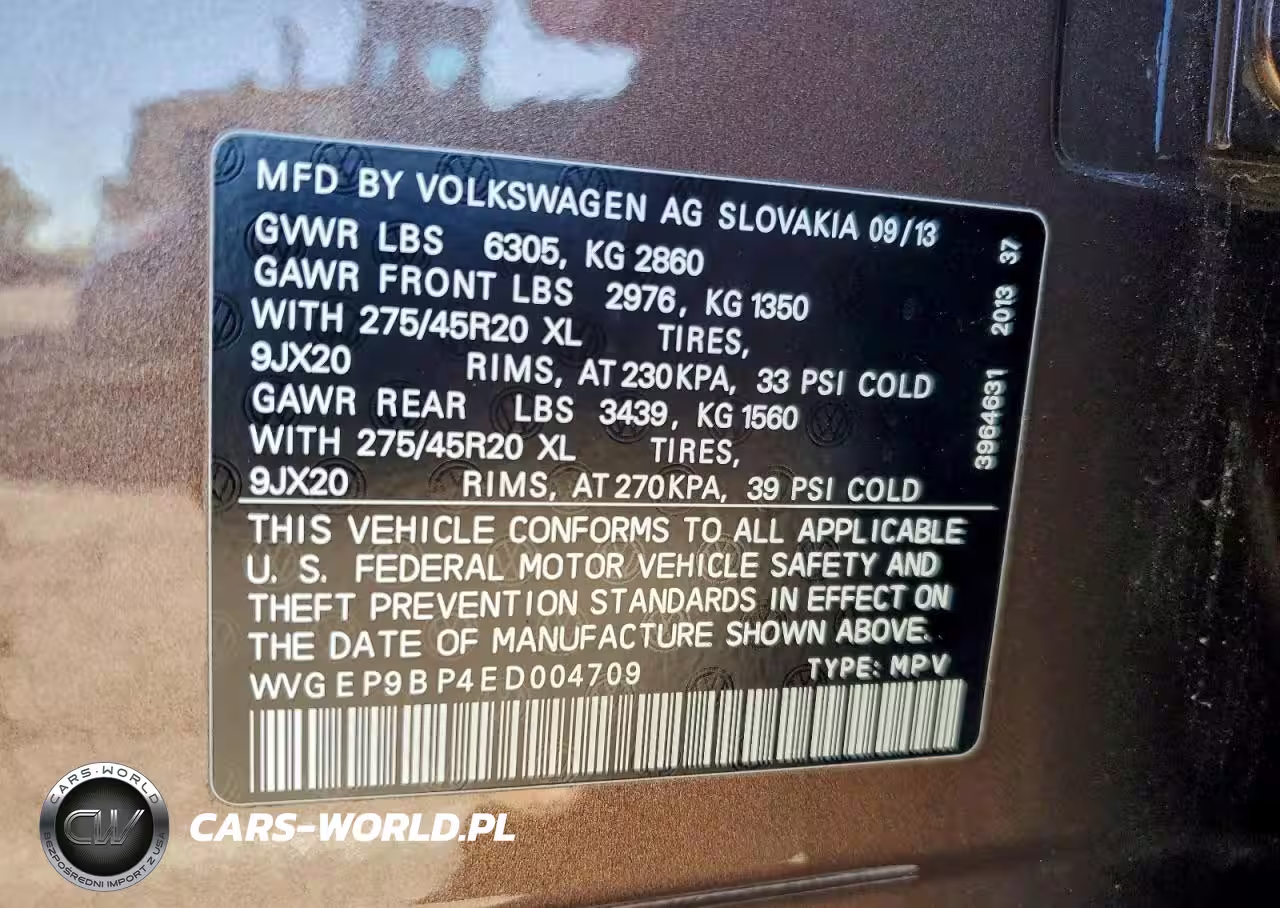 MFD BY VOLKSWAGEN AG SLOVAKIA 09/13
GVWR LBS 6305, KG 2860
GAWR FRONT LBS 2976, KG 1350
WITH 275/45R20 XL TIRES,
9JX20 RIMS, AT 230KPA, 33 PSI COLD
GAWR REAR LBS 3439, KG 1560
WITH 275/45R20 XL TIRES,
9JX20 RIMS, AT 270KPA, 39 PSI COLD
3964631 2013 37
THIS VEHICLE CONFORMS TO ALL APPLICABLE
U. S. FEDERAL MOTOR VEHICLE SAFETY AND
THEFT PREVENTION STANDARDS IN EFFECT ON
THE DATE OF MANUFACTURE SHOWN ABOVE.
WVGEP9BP4ED004709 TYPE: MPV
CARS-WORLD
CW
BEZPOŚREDNI IMPORT Z USA
CARS-WORLD.PL